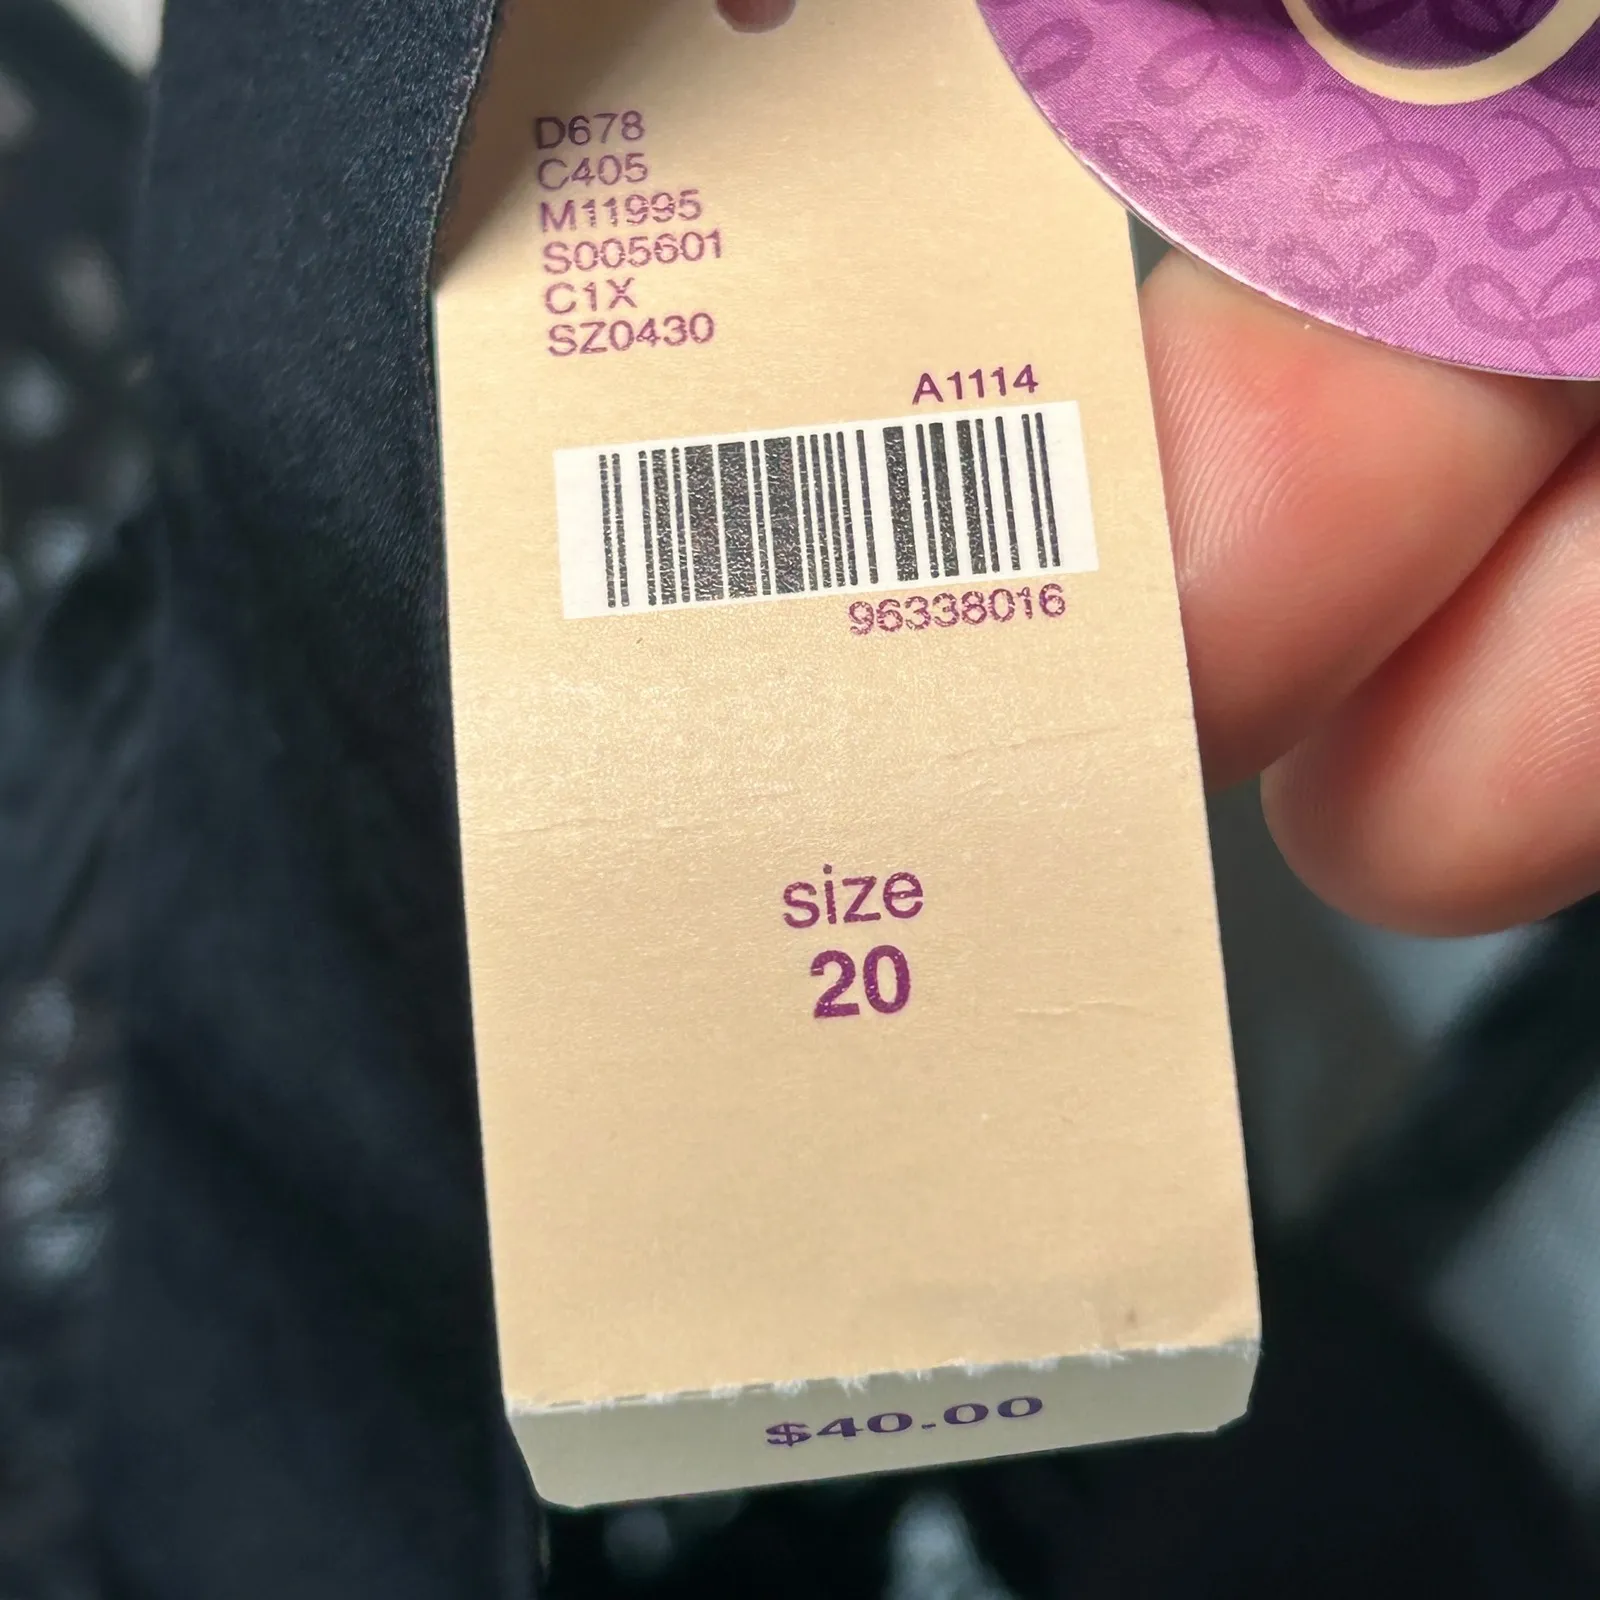 D678
C405
M11995
S005601
C1X
SZ0430
A1114
96338016
size
20
$40.00